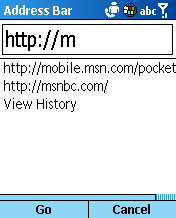 Address Bar abc
http://m
http://mobile.msn.com/pocket
http://msnbc.com/
View History
Go Cancel